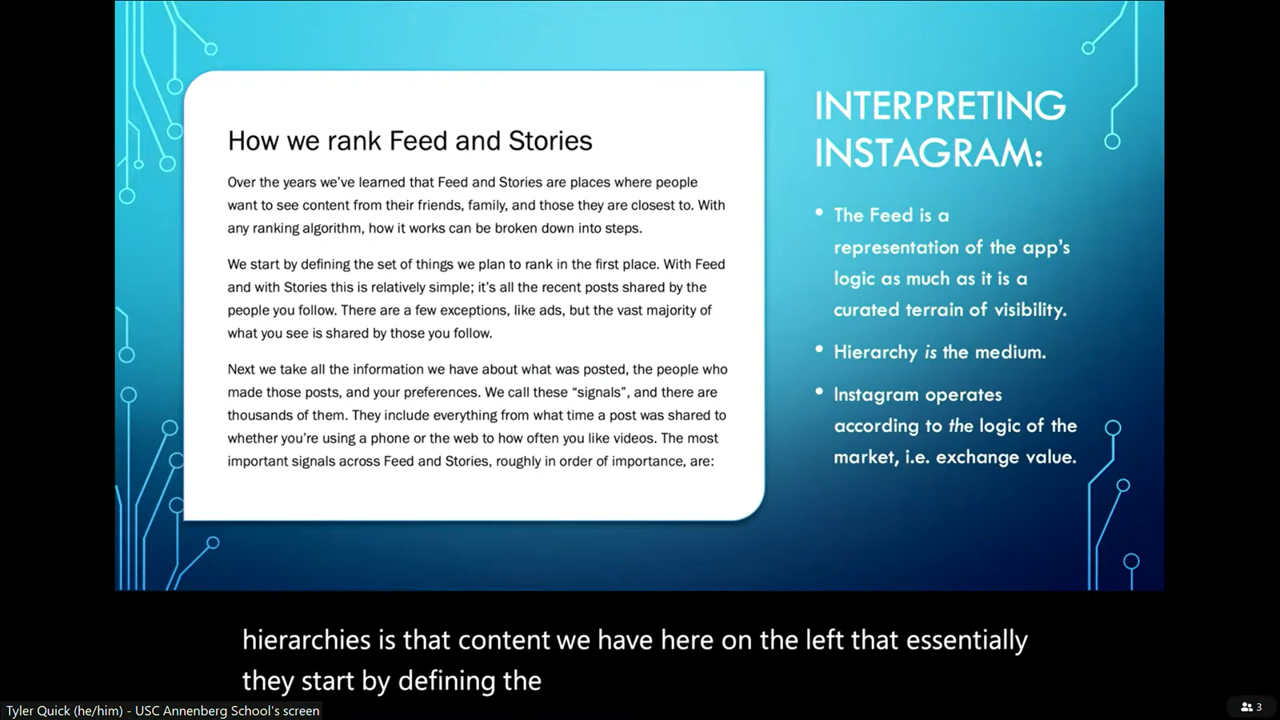 How we rank Feed and Stories
Over the years we've learned that Feed and Stories are places where people
want to see content from their friends, family, and those they are closest to. With
any ranking algorithm, how it works can be broken down into steps.
We start by defining the set of things we plan to rank in the first place. With Feed
and with Stories this is relatively simple; it's all the recent posts shared by the
people you follow. There are a few exceptions, like ads, but the vast majority of
what you see is shared by those you follow.
Next we take all the information we have about what was posted, the people who
made those posts, and your preferences. We call these “signals”, and there are
thousands of them. They include everything from what time a post was shared to
whether you're using a phone or the web to how often you like videos. The most
important signals across Feed and Stories, roughly in order of importance, are:
INTERPRETING
INSTAGRAM:
• The Feed is a
representation of the app's
logic as much as it is a
curated terrain of visibility.
• Hierarchy is the medium.
• Instagram operates
according to the logic of the
market, i.e. exchange value.
hierarchies is that content we have here on the left that essentially
they start by defining the
Tyler Quick (he/him) - USC Annenberg School's screen
3